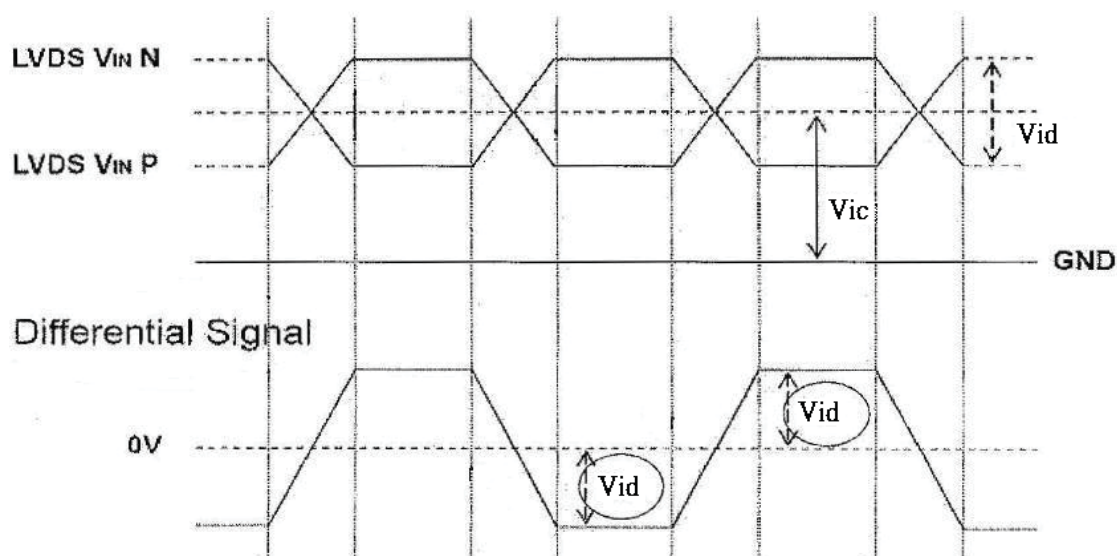 LVDS VIN N
Vid
LVDS VIN P
Vic
GND
Differential Signal
Vid
0V
Vid